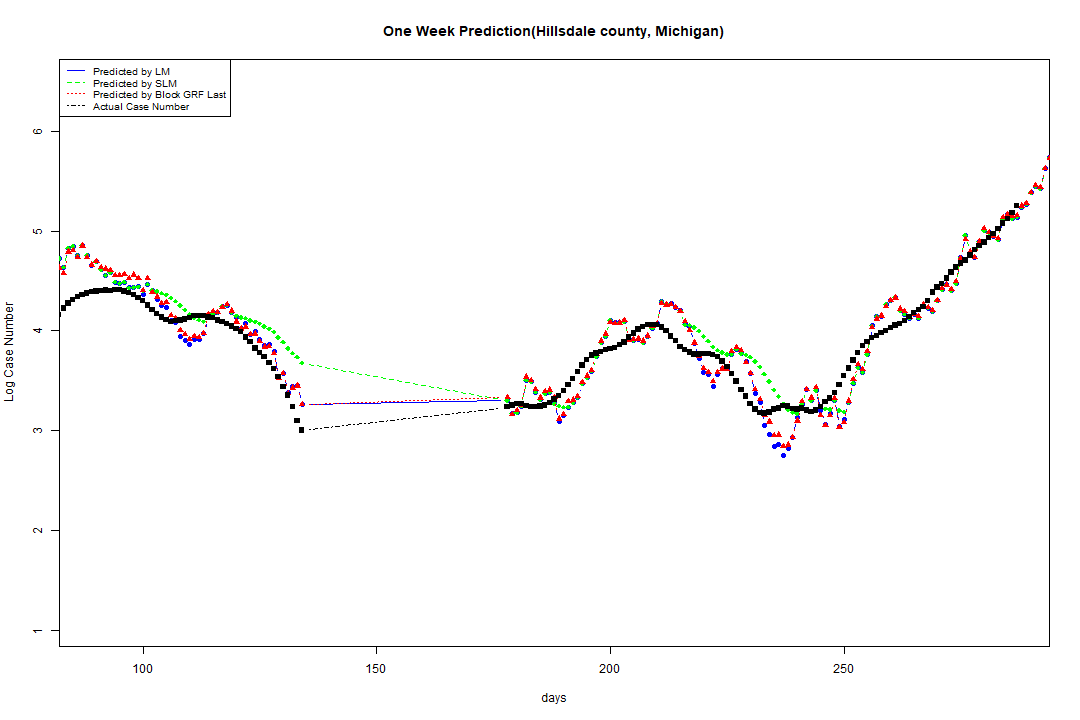 One Week Prediction(Hillsdale county, Michigan)
Predicted by LM
Predicted by SLM
Predicted by Block GRF Last
Actual Case Number
Log Case Number
6
5
4
3
2
1
100
150
200
250
days